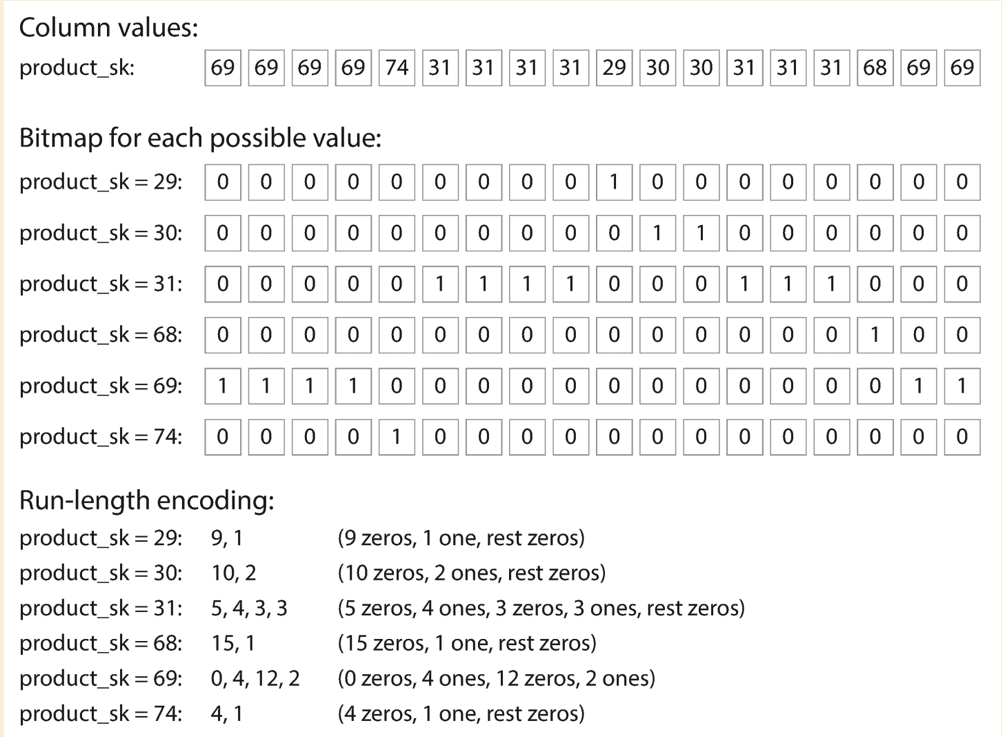 Column values:
product_sk: 69 69 69 69 74 31 31 31 31 29 30 30 31 31 31 68 69 69
Bitmap for each possible value:
product_sk = 29: 0 0 0 0 0 0 0 0 0 1 0 0 0 0 0 0 0 0
product_sk = 30: 0 0 0 0 0 0 0 0 0 0 1 1 0 0 0 0 0 0
product_sk = 31: 0 0 0 0 0 1 1 1 1 0 0 0 1 1 1 0 0 0
product_sk = 68: 0 0 0 0 0 0 0 0 0 0 0 0 0 0 0 1 0 0
product_sk = 69: 1 1 1 1 0 0 0 0 0 0 0 0 0 0 0 0 1 1
product_sk = 74: 0 0 0 0 1 0 0 0 0 0 0 0 0 0 0 0 0 0
Run-length encoding:
product_sk = 29: 9, 1 (9 zeros, 1 one, rest zeros)
product_sk = 30: 10, 2 (10 zeros, 2 ones, rest zeros)
product_sk = 31: 5, 4, 3, 3 (5 zeros, 4 ones, 3 zeros, 3 ones, rest zeros)
product_sk = 68: 15, 1 (15 zeros, 1 one, rest zeros)
product_sk = 69: 0, 4, 12, 2 (0 zeros, 4 ones, 12 zeros, 2 ones)
product_sk = 74: 4, 1 (4 zeros, 1 one, rest zeros)